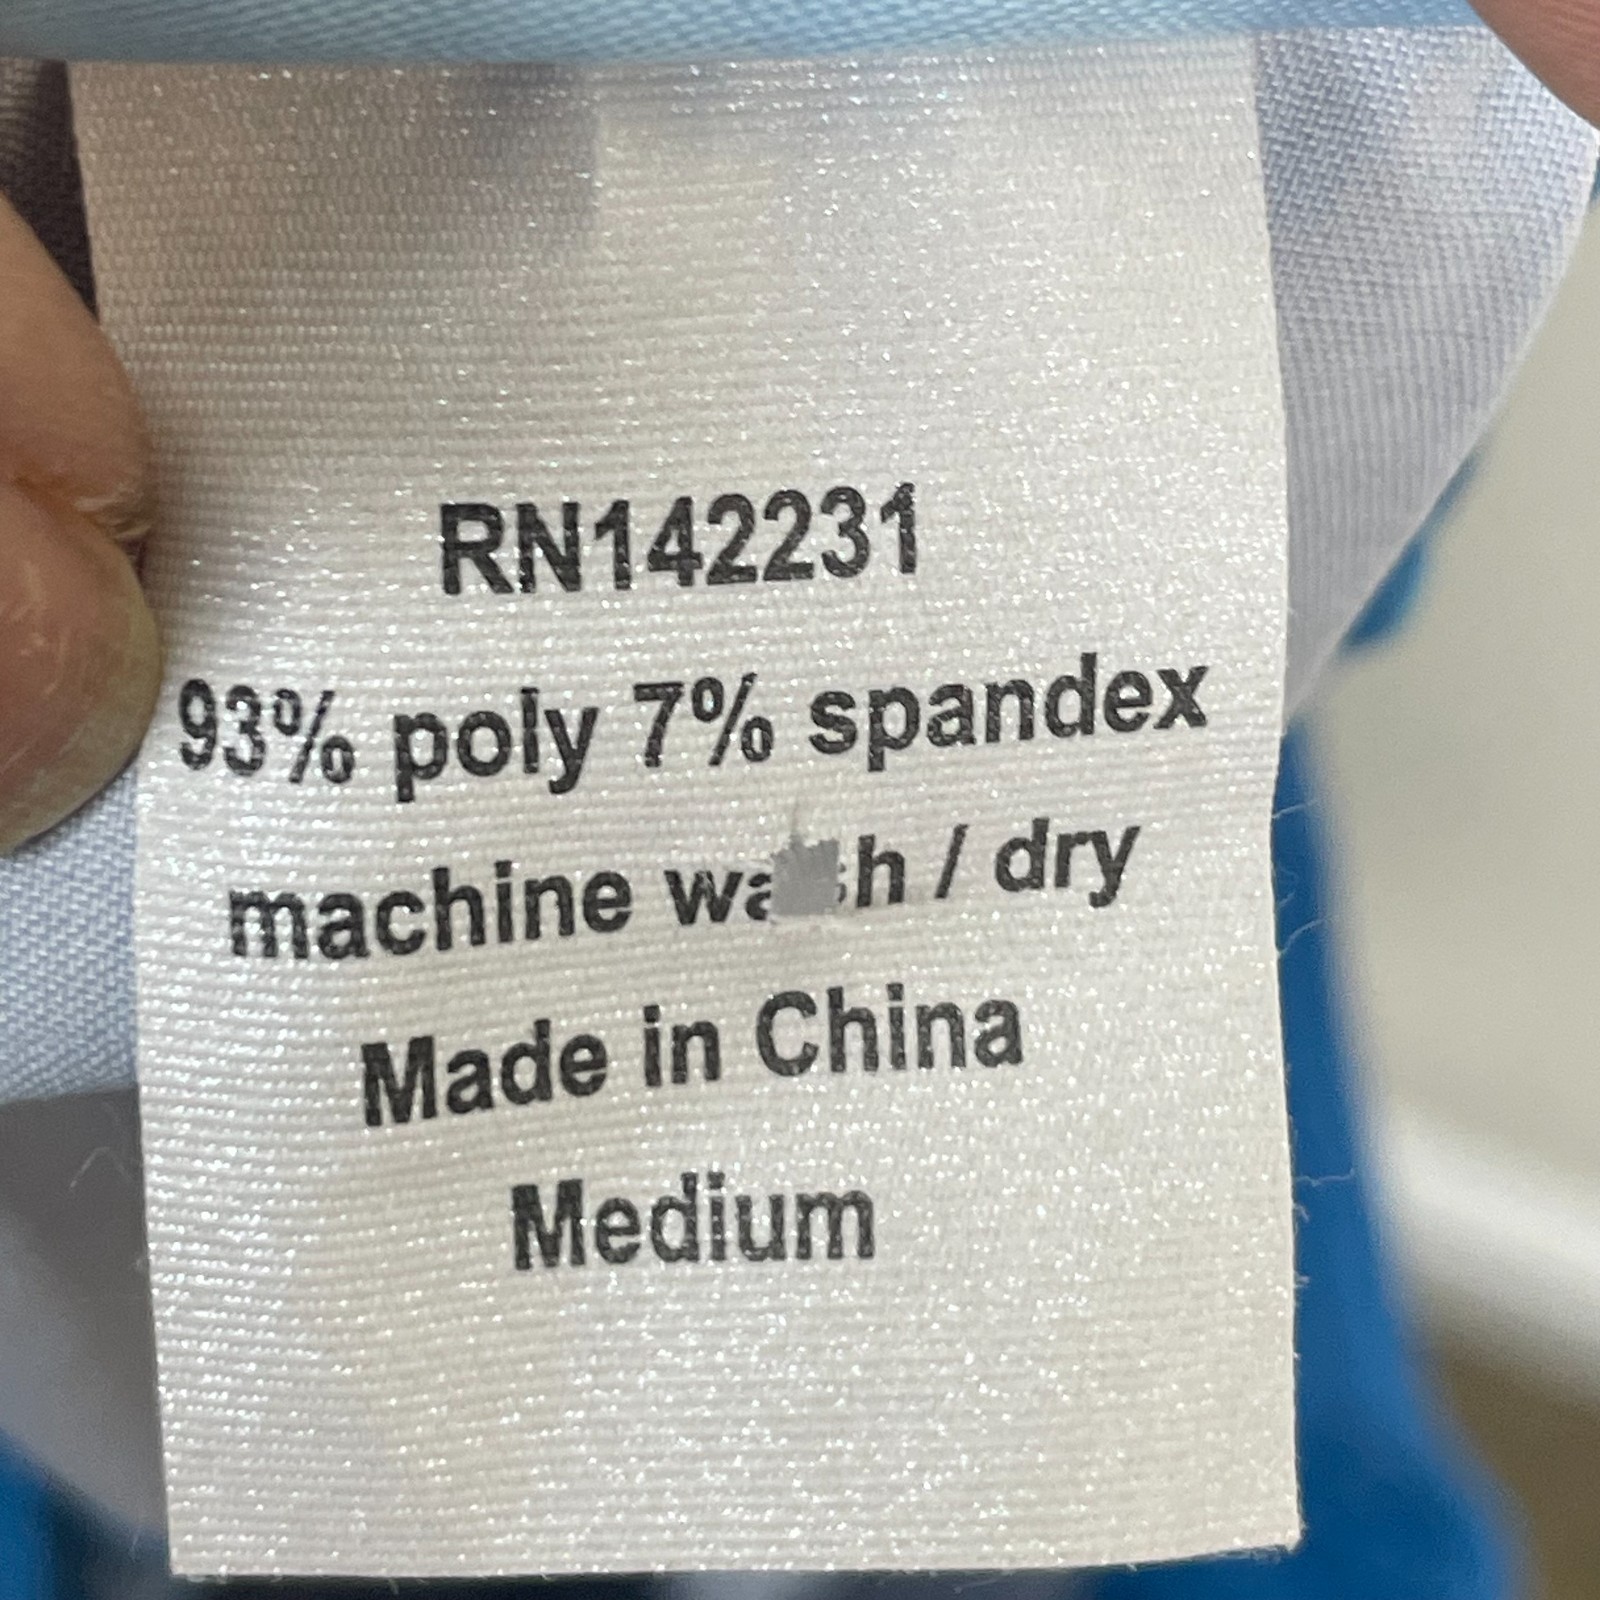 RN142231
93% poly 7% spandex
machine / dry
Made in China
Medium